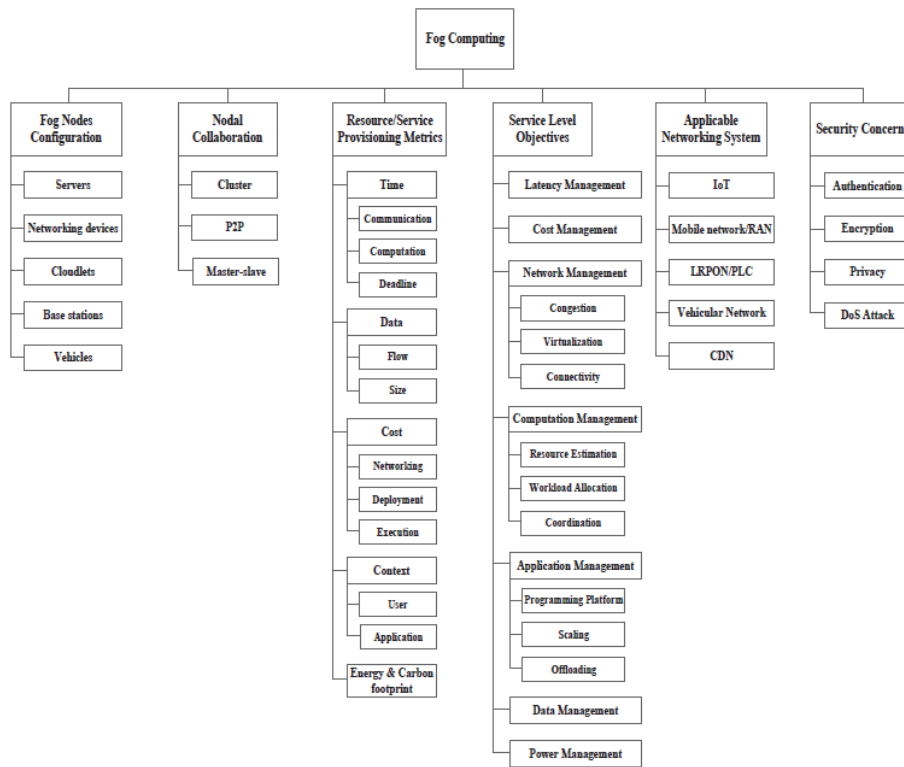 Fog Computing
Fog Nodes
Configuration
Servers
Networking devices
Cloudlets
Base stations
Vehicles
Nodal
Collaboration
Cluster
P2P
Master-slave
Resource/Service
Provisioning Metrics
Time
Communication
Computation
Deadline
Data
Flow
Size
Cost
Networking
Deployment
Execution
Context
User
Application
Energy & Carbon
footprint
Service Level
Objectives
Latency Management
Cost Management
Network Management
Congestion
Virtualization
Connectivity
Computation Management
Resource Estimation
Workload Allocation
Coordination
Application Management
Programming Platform
Scaling
Offloading
Data Management
Power Management
Applicable
Networking System
IoT
Mobile network/RAN
LRPON/PLC
Vehicular Network
CDN
Security Concern
Authentication
Encryption
Privacy
DoS Attack